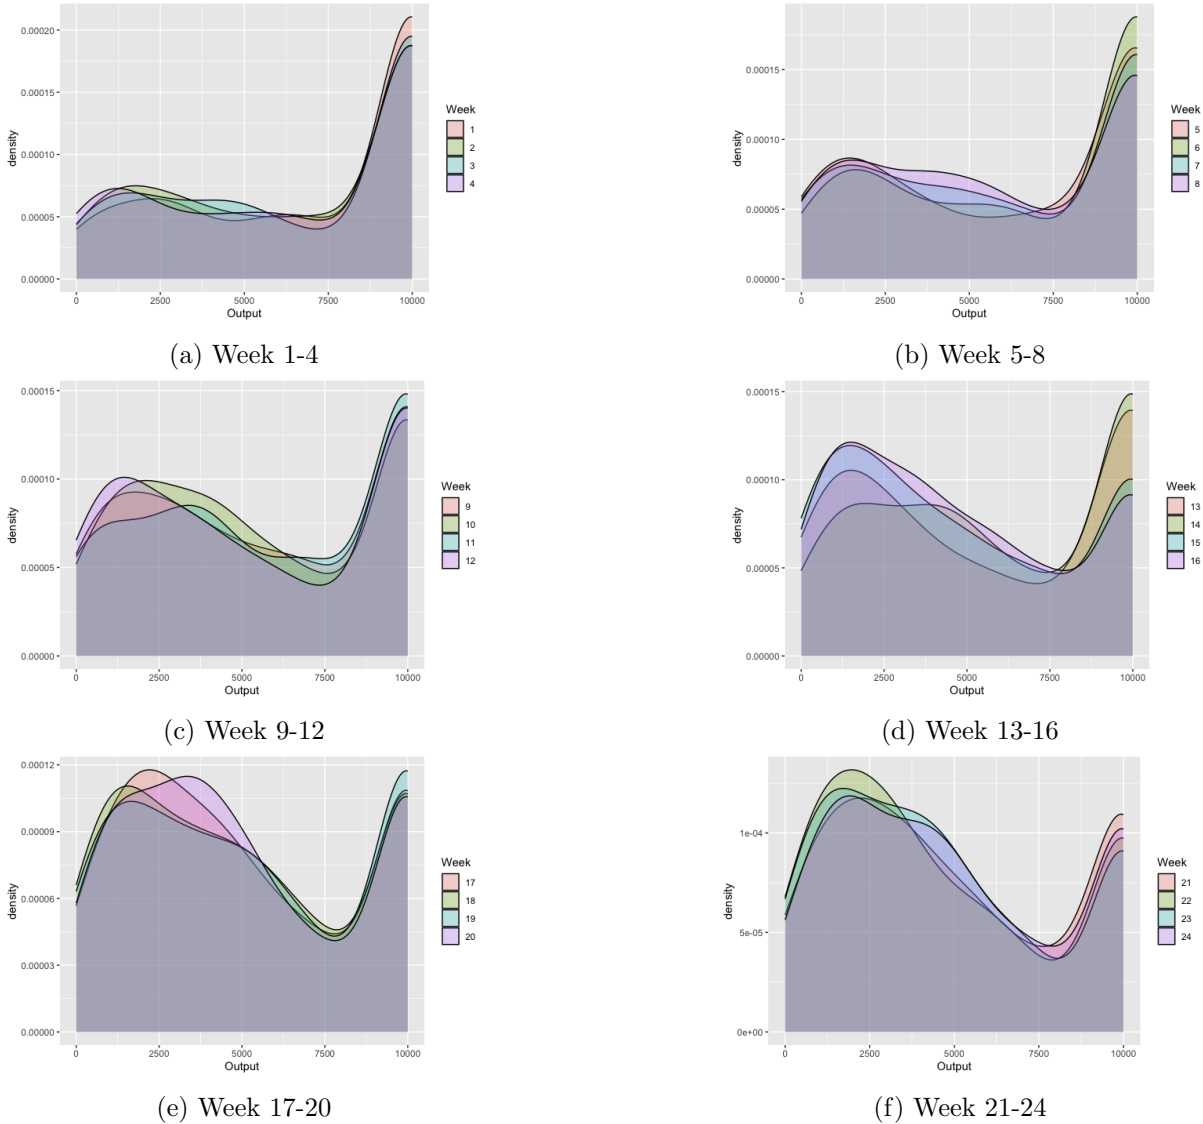 0.00020
0.00015
0.00010
0.00005
0.00000
density
0 2500 5000 7500 10000
Output
Week
1
2
3
4
(a) Week 1-4
0.00015
0.00010
0.00005
0.00000
density
0 2500 5000 7500 10000
Output
Week
5
6
7
8
(b) Week 5-8
0.00015
0.00010
0.00005
0.00000
density
0 2500 5000 7500 10000
Output
Week
9
10
11
12
(c) Week 9-12
0.00015
0.00010
0.00005
0.00000
density
0 2500 5000 7500 10000
Output
Week
13
14
15
16
(d) Week 13-16
0.00012
0.00009
0.00006
0.00003
0.00000
density
0 2500 5000 7500 10000
Output
Week
17
18
19
20
(e) Week 17-20
1e-04
5e-05
0e+00
density
0 2500 5000 7500 10000
Output
Week
21
22
23
24
(f) Week 21-24